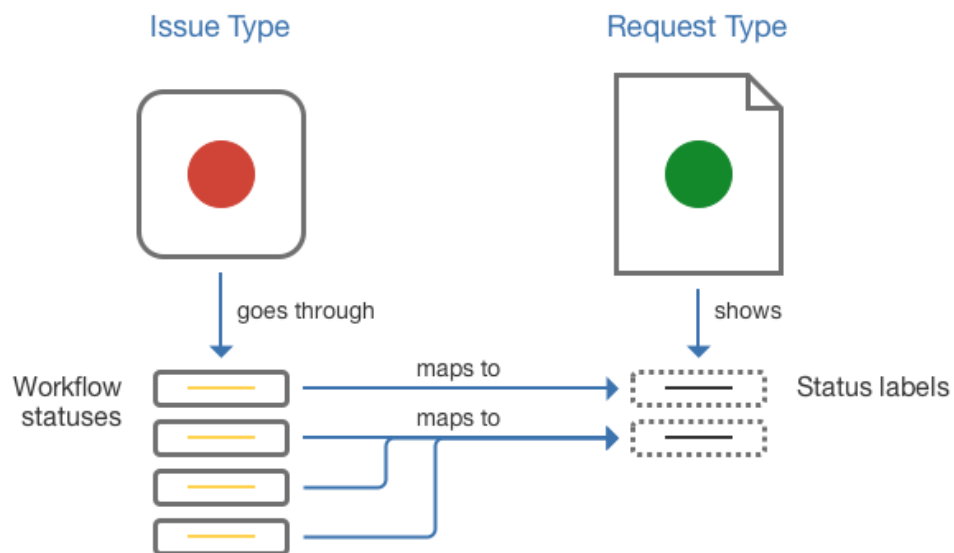 Issue Type
Request Type
goes through
shows
Workflow
statuses
maps to
Status labels
maps to